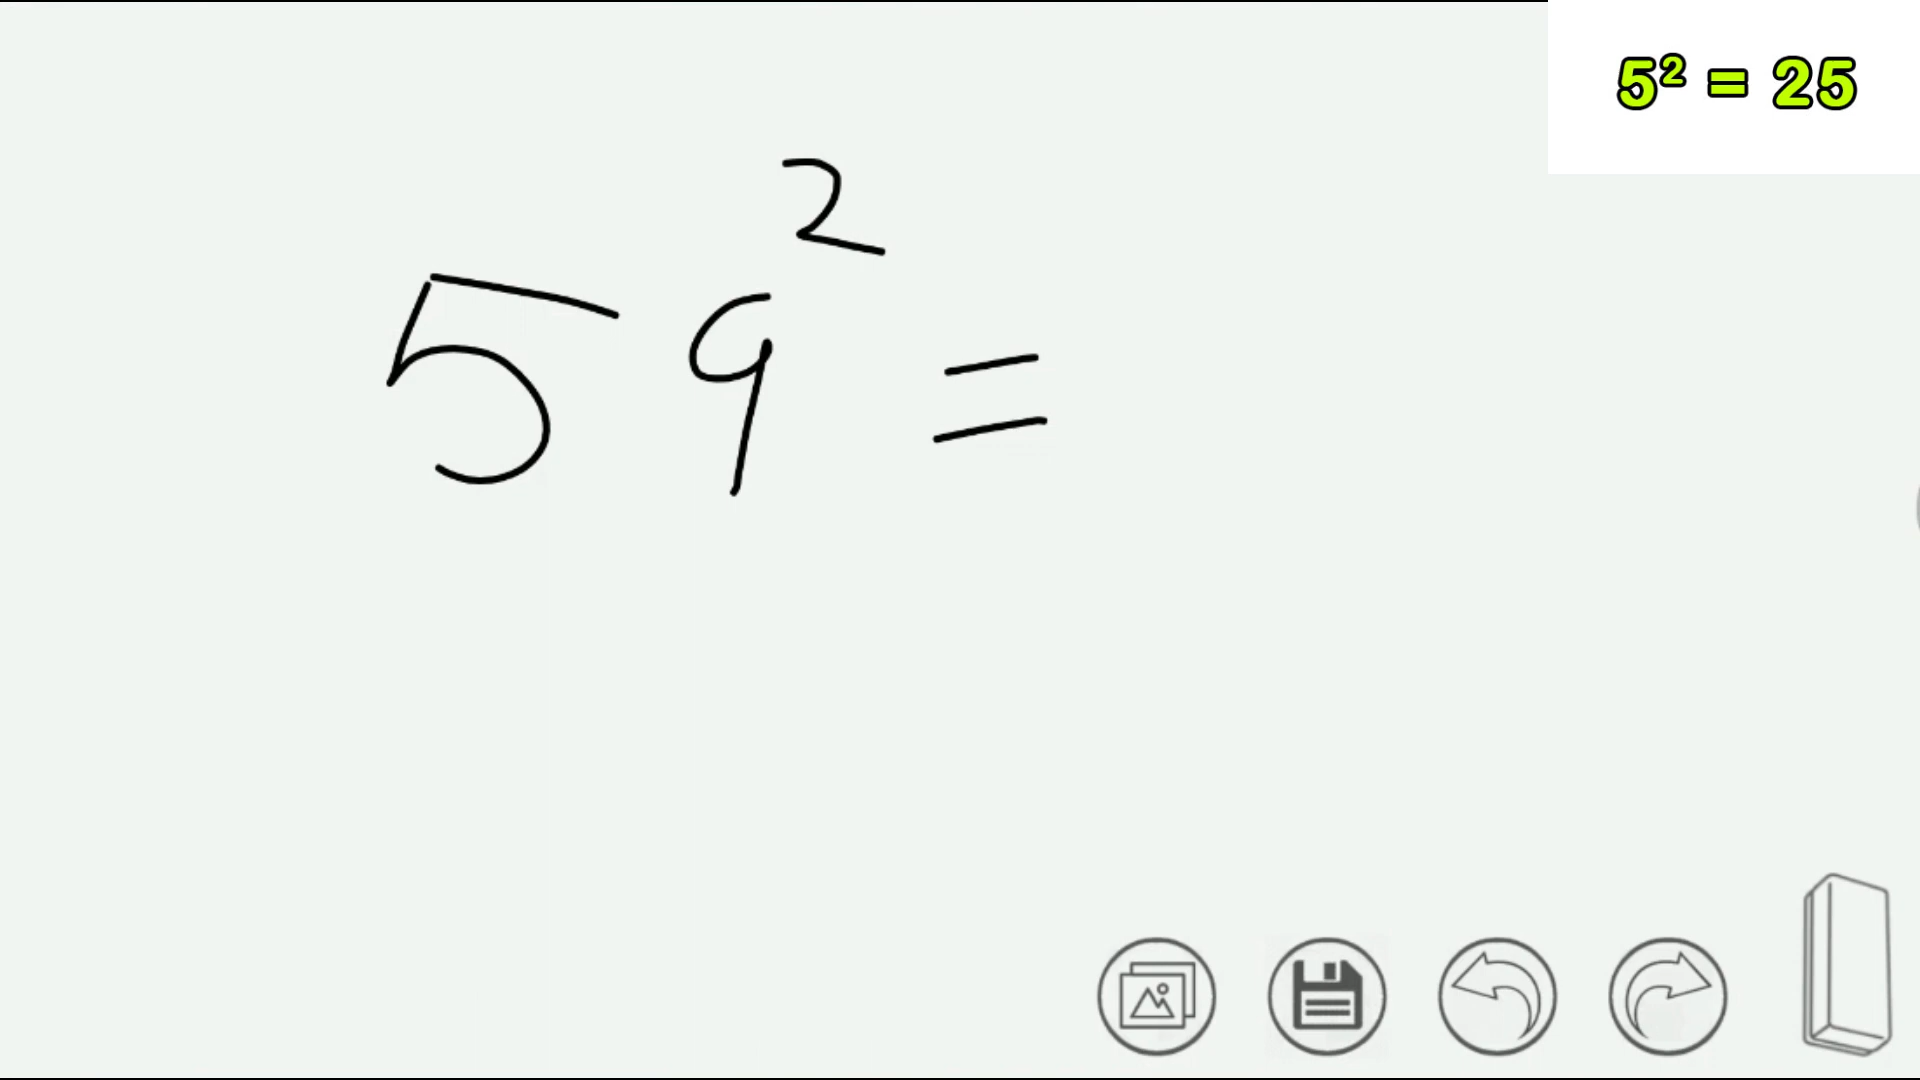 5² = 25
59² =